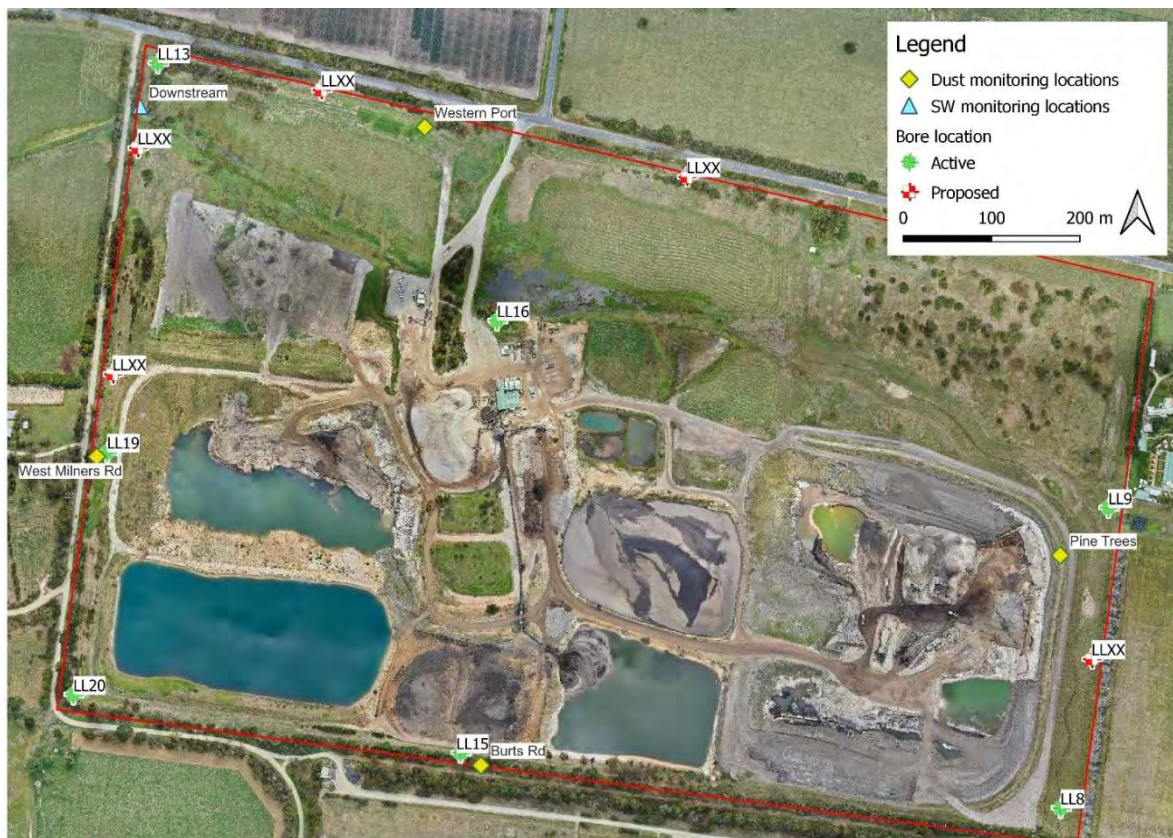 Legend
Dust monitoring locations
SW monitoring locations
Bore location
Active
Proposed
0 100 200 m
LL13
Downstream
LLXX
Western Port
LLXX
LLXX
LL16
LLXX
LL19
West Milners Rd
LL9
Pine Trees
LLXX
LL20
LL15
Burts Rd
LL8